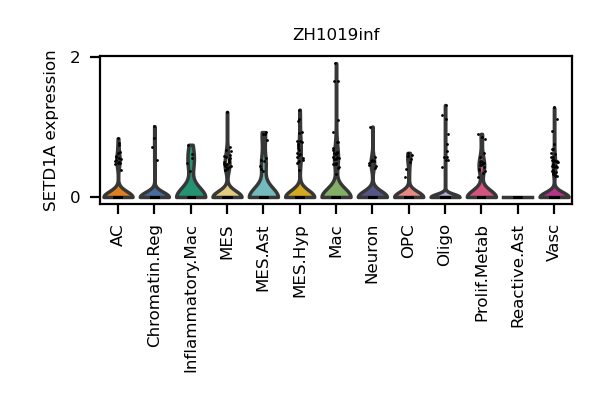 ZH1019inf
SETD1A expression
2
0
AC
Chromatin.Reg
Inflammatory.Mac
MES
MES.Ast
MES.Hyp
Mac
Neuron
OPC
Oligo
Prolif.Metab
Reactive.Ast
Vasc